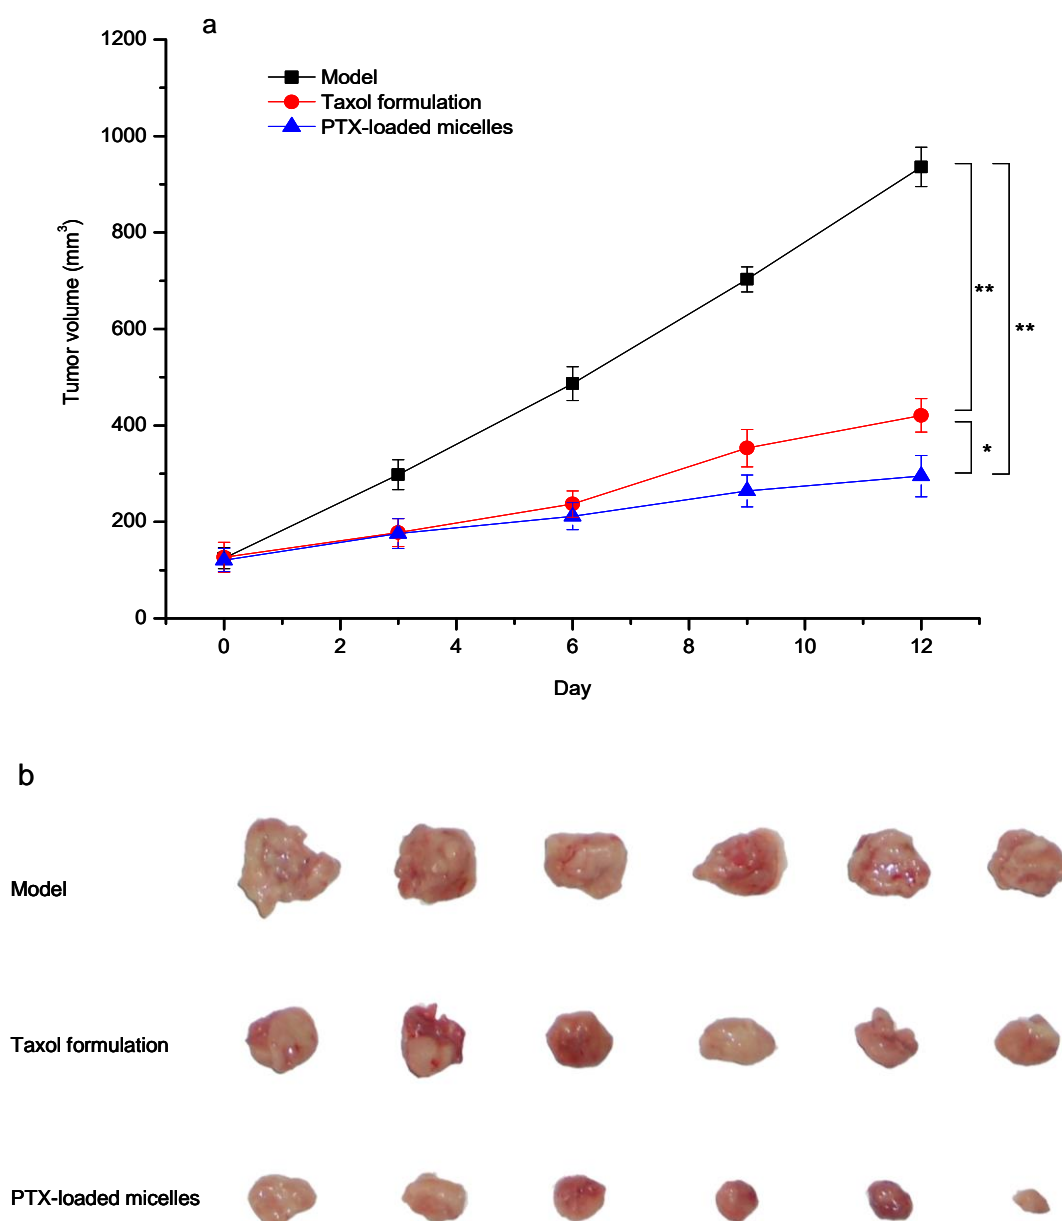 a
1200
1000
800
600
400
200
0
Tumor volume (mm³)
Model
Taxol formulation
PTX-loaded micelles
**
**
*
0 2 4 6 8 10 12
Day
b
Model
Taxol formulation
PTX-loaded micelles